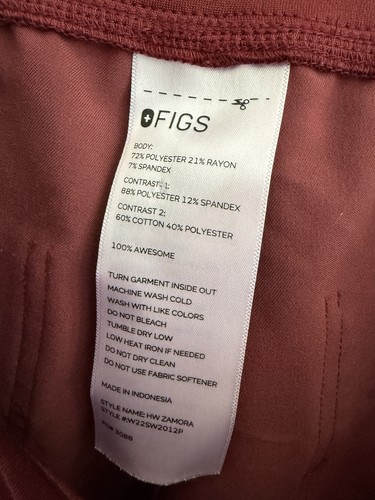 FIGS
BODY:
72% POLYESTER 21% RAYON
7% SPANDEX
CONTRAST: 1:
88% POLYESTER 12% SPANDEX
CONTRAST 2:
60% COTTON 40% POLYESTER
100% AWESOME
TURN GARMENT INSIDE OUT
MACHINE WASH COLD
WASH WITH LIKE COLORS
DO NOT BLEACH
TUMBLE DRY LOW
LOW HEAT IRON IF NEEDED
DO NOT DRY CLEAN
DO NOT USE FABRIC SOFTENER
MADE IN INDONESIA
STYLE NAME: HW ZAMORA
STYLE #:W22SW2012P
PO# 3088